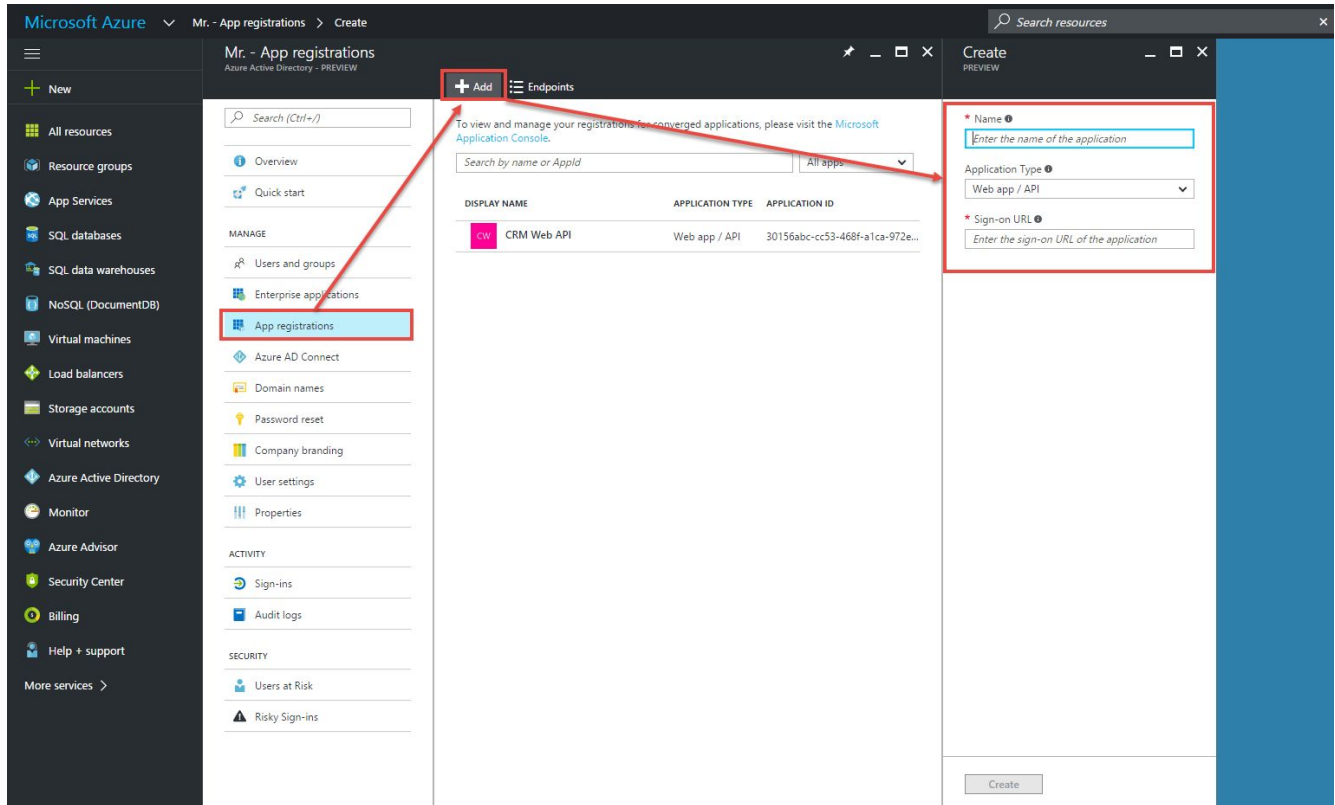 Microsoft Azure
Mr. - App registrations > Create
Search resources
New
All resources
Resource groups
App Services
SQL databases
SQL data warehouses
NoSQL (DocumentDB)
Virtual machines
Load balancers
Storage accounts
Virtual networks
Azure Active Directory
Monitor
Azure Advisor
Security Center
Billing
Help + support
More services >
Mr. - App registrations
Azure Active Directory - PREVIEW
Search (Ctrl+/)
Overview
Quick start
MANAGE
Users and groups
Enterprise applications
App registrations
Azure AD Connect
Domain names
Password reset
Company branding
User settings
Properties
ACTIVITY
Sign-ins
Audit logs
SECURITY
Users at Risk
Risky Sign-ins
Add Endpoints
To view and manage your registrations for converged applications, please visit the Microsoft
Application Console.
Search by name or AppId All apps
DISPLAY NAME APPLICATION TYPE APPLICATION ID
CW CRM Web API Web app / API 30156abc-cc53-468f-a1ca-972e...
Create
PREVIEW
* Name
Enter the name of the application
Application Type
Web app / API
* Sign-on URL
Enter the sign-on URL of the application
Create